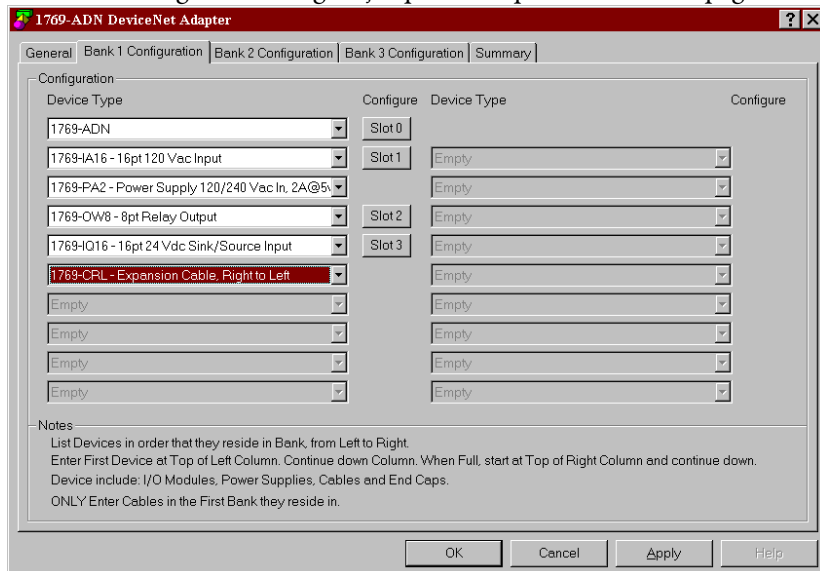 1769-ADN DeviceNet Adapter
General Bank 1 Configuration Bank 2 Configuration Bank 3 Configuration Summary
Configuration
Device Type Configure Device Type Configure
1769-ADN Slot 0
1769-IA16 - 16pt 120 Vac Input Slot 1 Empty
1769-PA2 - Power Supply 120/240 Vac In, 2A@5v Empty
1769-OW8 - 8pt Relay Output Slot 2 Empty
1769-IQ16 - 16pt 24 Vdc Sink/Source Input Slot 3 Empty
1769-CRL - Expansion Cable, Right to Left Empty
Empty Empty
Empty Empty
Empty Empty
Empty Empty
Notes
List Devices in order that they reside in Bank, from Left to Right.
Enter First Device at Top of Left Column. Continue down Column. When Full, start at Top of Right Column and continue down.
Device include: I/O Modules, Power Supplies, Cables and End Caps.
ONLY Enter Cables in the First Bank they reside in.
OK Cancel Apply Help